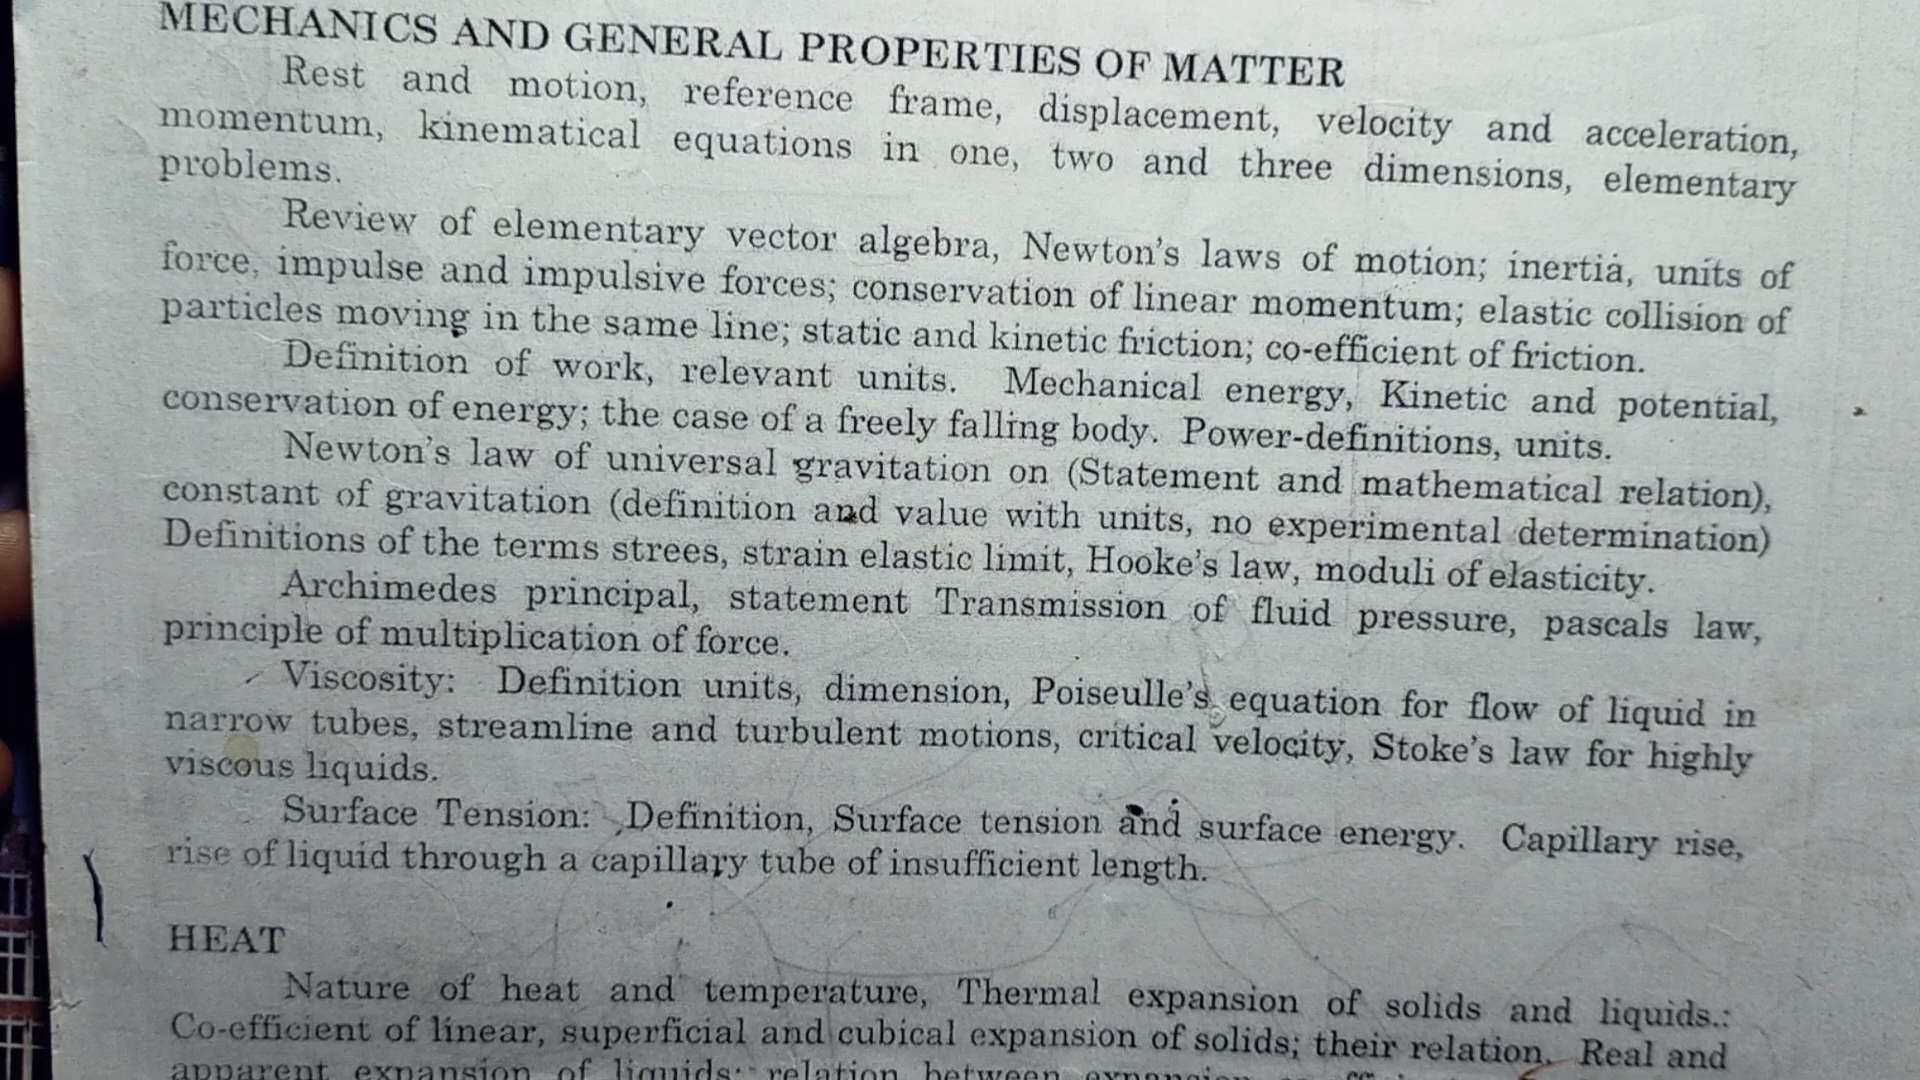 MECHANICS AND GENERAL PROPERTIES OF MATTER
Rest and motion, reference frame, displacement, velocity and acceleration,
momentum, kinematical equations in one, two and three dimensions, elementary
problems.
Review of elementary vector algebra, Newton's laws of motion; inertia, units of
force, impulse and impulsive forces; conservation of linear momentum; elastic collision of
particles moving in the same line; static and kinetic friction; co-efficient of friction.
Definition of work, relevant units. Mechanical energy, Kinetic and potential,
conservation of energy; the case of a freely falling body. Power-definitions, units.
Newton's law of universal gravitation on (Statement and mathematical relation),
constant of gravitation (definition and value with units, no experimental determination)
Definitions of the terms strees, strain elastic limit, Hooke's law, moduli of elasticity.
Archimedes principal, statement Transmission of fluid pressure, pascals law,
principle of multiplication of force.
Viscosity: Definition units, dimension, Poiseulle's equation for flow of liquid in
narrow tubes, streamline and turbulent motions, critical velocity, Stoke's law for highly
viscous liquids.
Surface Tension: Definition, Surface tension and surface energy. Capillary rise,
rise of liquid through a capillary tube of insufficient length.
HEAT
Nature of heat and temperature, Thermal expansion of solids and liquids.:
Co-efficient of linear, superficial and cubical expansion of solids; their relation. Real and
apparent expansion of liquids; relation between